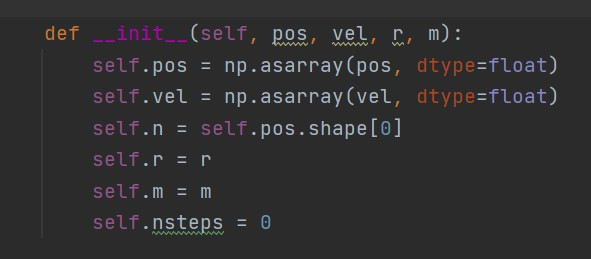 def __init__(self, pos, vel, r, m):
    self.pos = np.asarray(pos, dtype=float)
    self.vel = np.asarray(vel, dtype=float)
    self.n = self.pos.shape[0]
    self.r = r
    self.m = m
    self.nsteps = 0